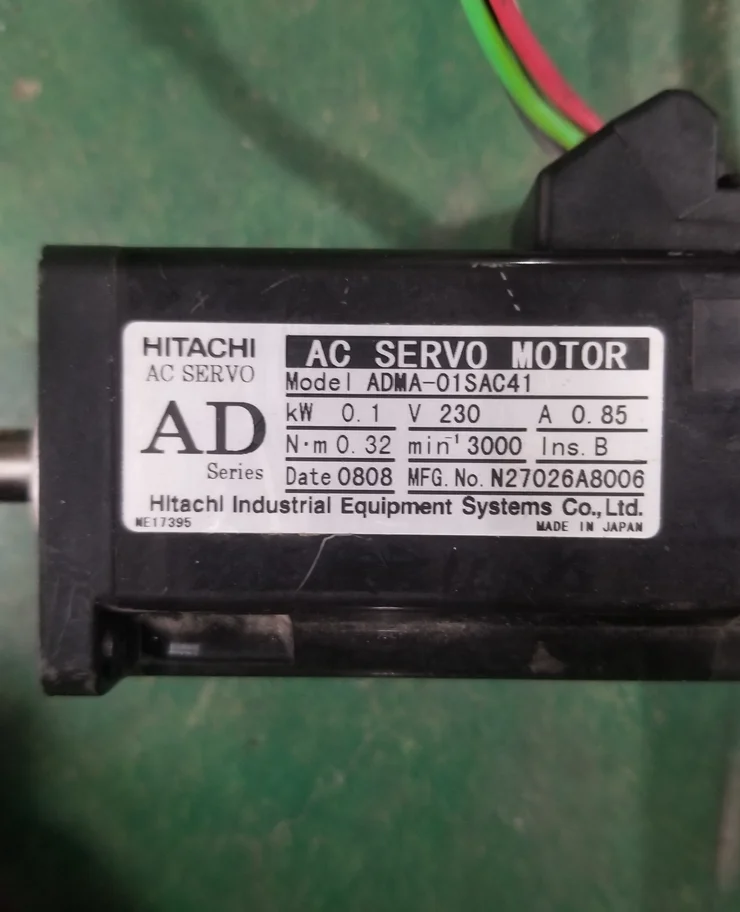 HITACHI
AC SERVO
AD
Series
AC SERVO MOTOR
Model ADMA-01SAC41
kW 0.1 V 230 A 0.85
N·m 0.32 min⁻¹ 3000 Ins. B
Date 0808 MFG. No. N27026A8006
Hitachi Industrial Equipment Systems Co., Ltd.
NE17395 MADE IN JAPAN